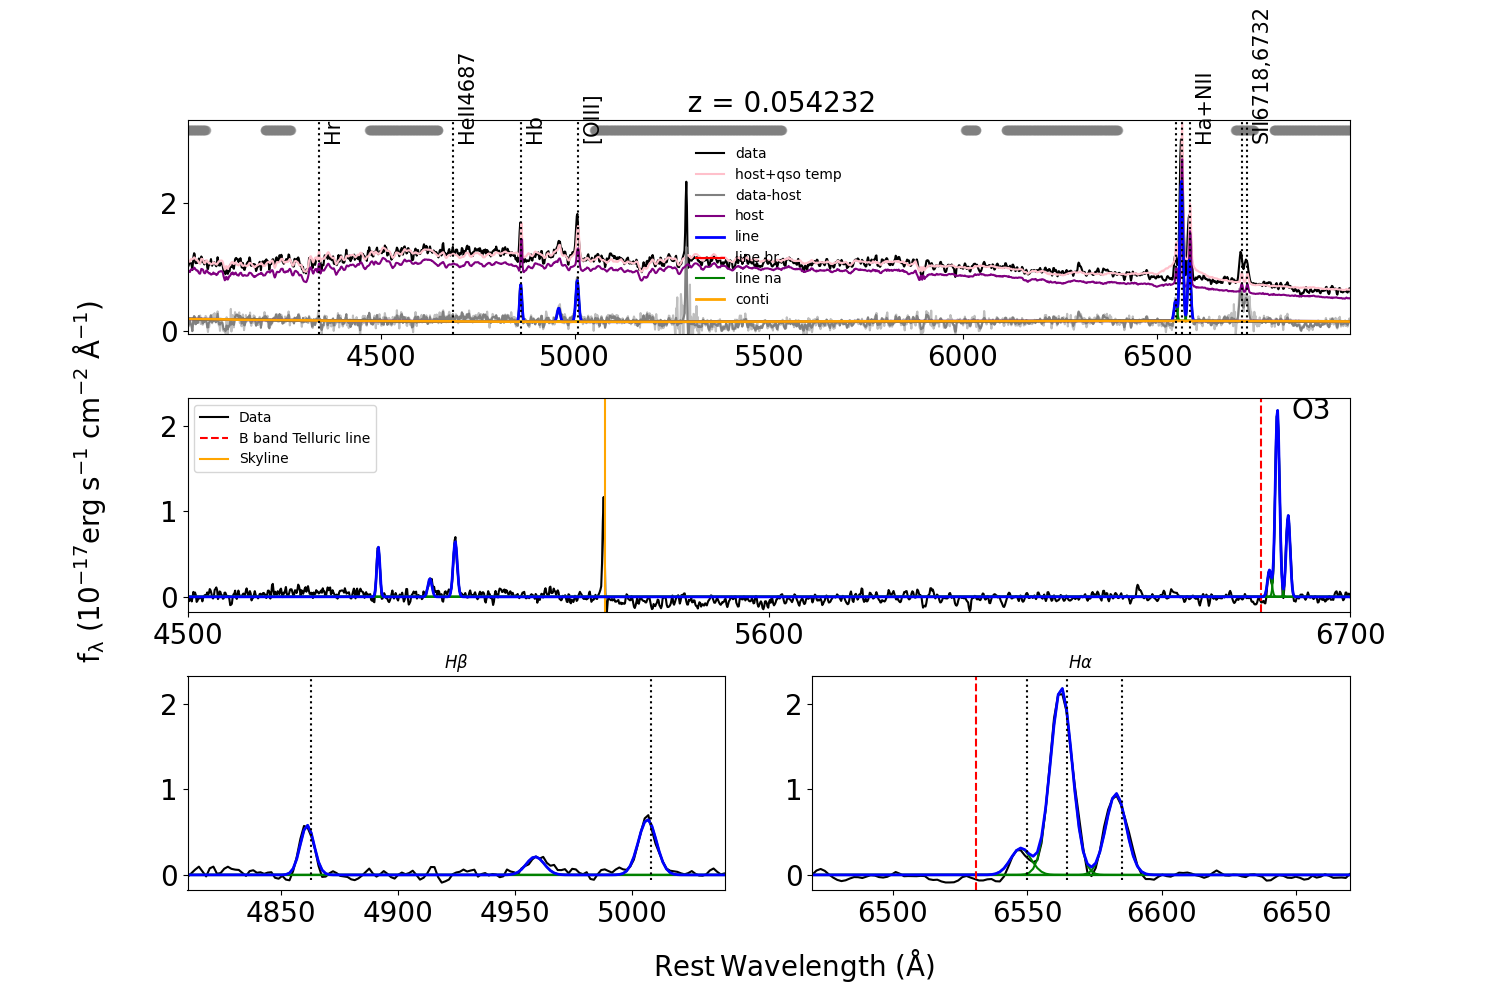 z = 0.054232
Hr
HeII4687
Hb
[OIII]
Ha+NII
SII6718,6732
data
host+qso temp
data-host
host
line
line br
line na
conti
2
0
4500 5000 5500 6000 6500
fλ (10⁻¹⁷erg s⁻¹ cm⁻² Å⁻¹)
Data
B band Telluric line
Skyline
O3
2
1
0
4500 5600 6700
Hβ
2
1
0
4850 4900 4950 5000
Hα
2
1
0
6500 6550 6600 6650
Rest Wavelength (Å)